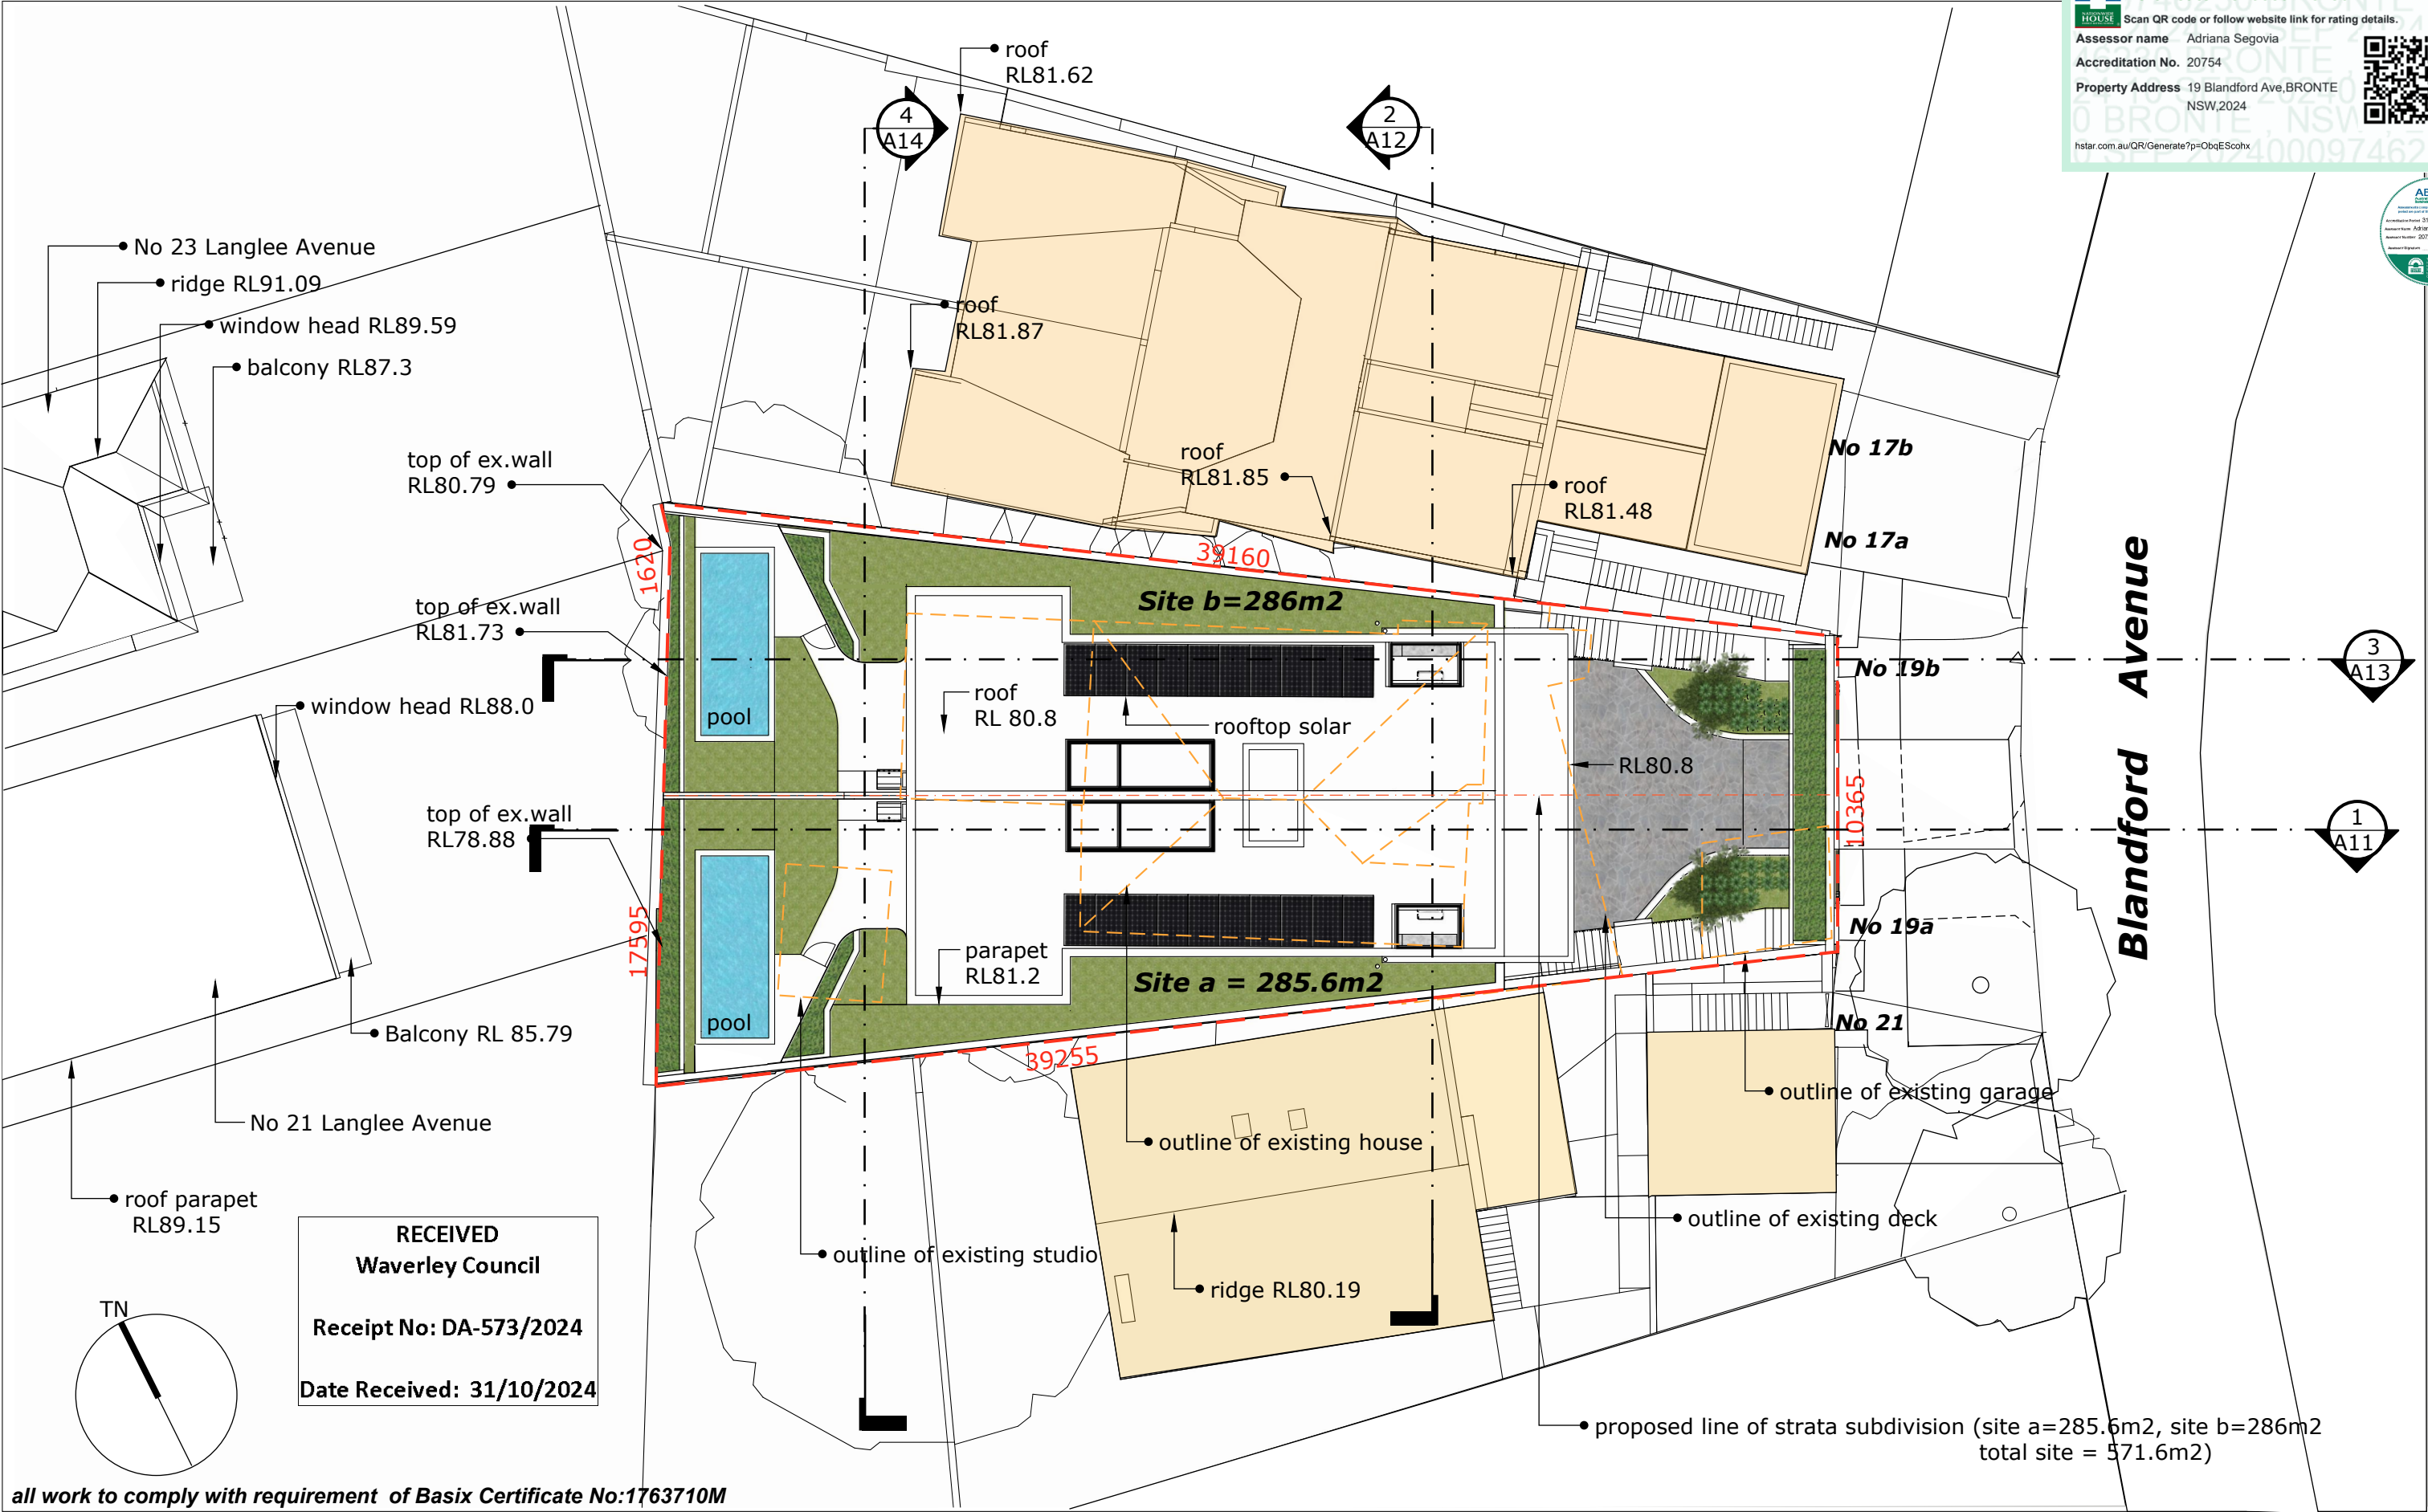 NATIONWIDE
HOUSE
Scan QR code or follow website link for rating details.
Assessor name Adriana Segovia
Accreditation No. 20754
Property Address 19 Blandford Ave,BRONTE
NSW,2024
hstar.com.au/QR/Generate?p=ObqEScohx
roof
RL81.62
4
A14
2
A12
No 23 Langlee Avenue
ridge RL91.09
window head RL89.59
balcony RL87.3
roof
RL81.87
top of ex.wall
RL80.79
roof
RL81.85
roof
RL81.48
No 17b
No 17a
1620
39160
top of ex.wall
RL81.73
Site b=286m2
No 19b
3
A13
window head RL88.0
pool
roof
RL 80.8
rooftop solar
RL80.8
Blandford Avenue
10365
top of ex.wall
RL78.88
1
A11
17595
parapet
RL81.2
Site a = 285.6m2
No 19a
pool
No 21
Balcony RL 85.79
39255
outline of existing garage
No 21 Langlee Avenue
outline of existing house
roof parapet
RL89.15
outline of existing deck
outline of existing studio
ridge RL80.19
RECEIVED
Waverley Council
Receipt No: DA-573/2024
Date Received: 31/10/2024
TN
proposed line of strata subdivision (site a=285.6m2, site b=286m2
total site = 571.6m2)
all work to comply with requirement of Basix Certificate No:1763710M